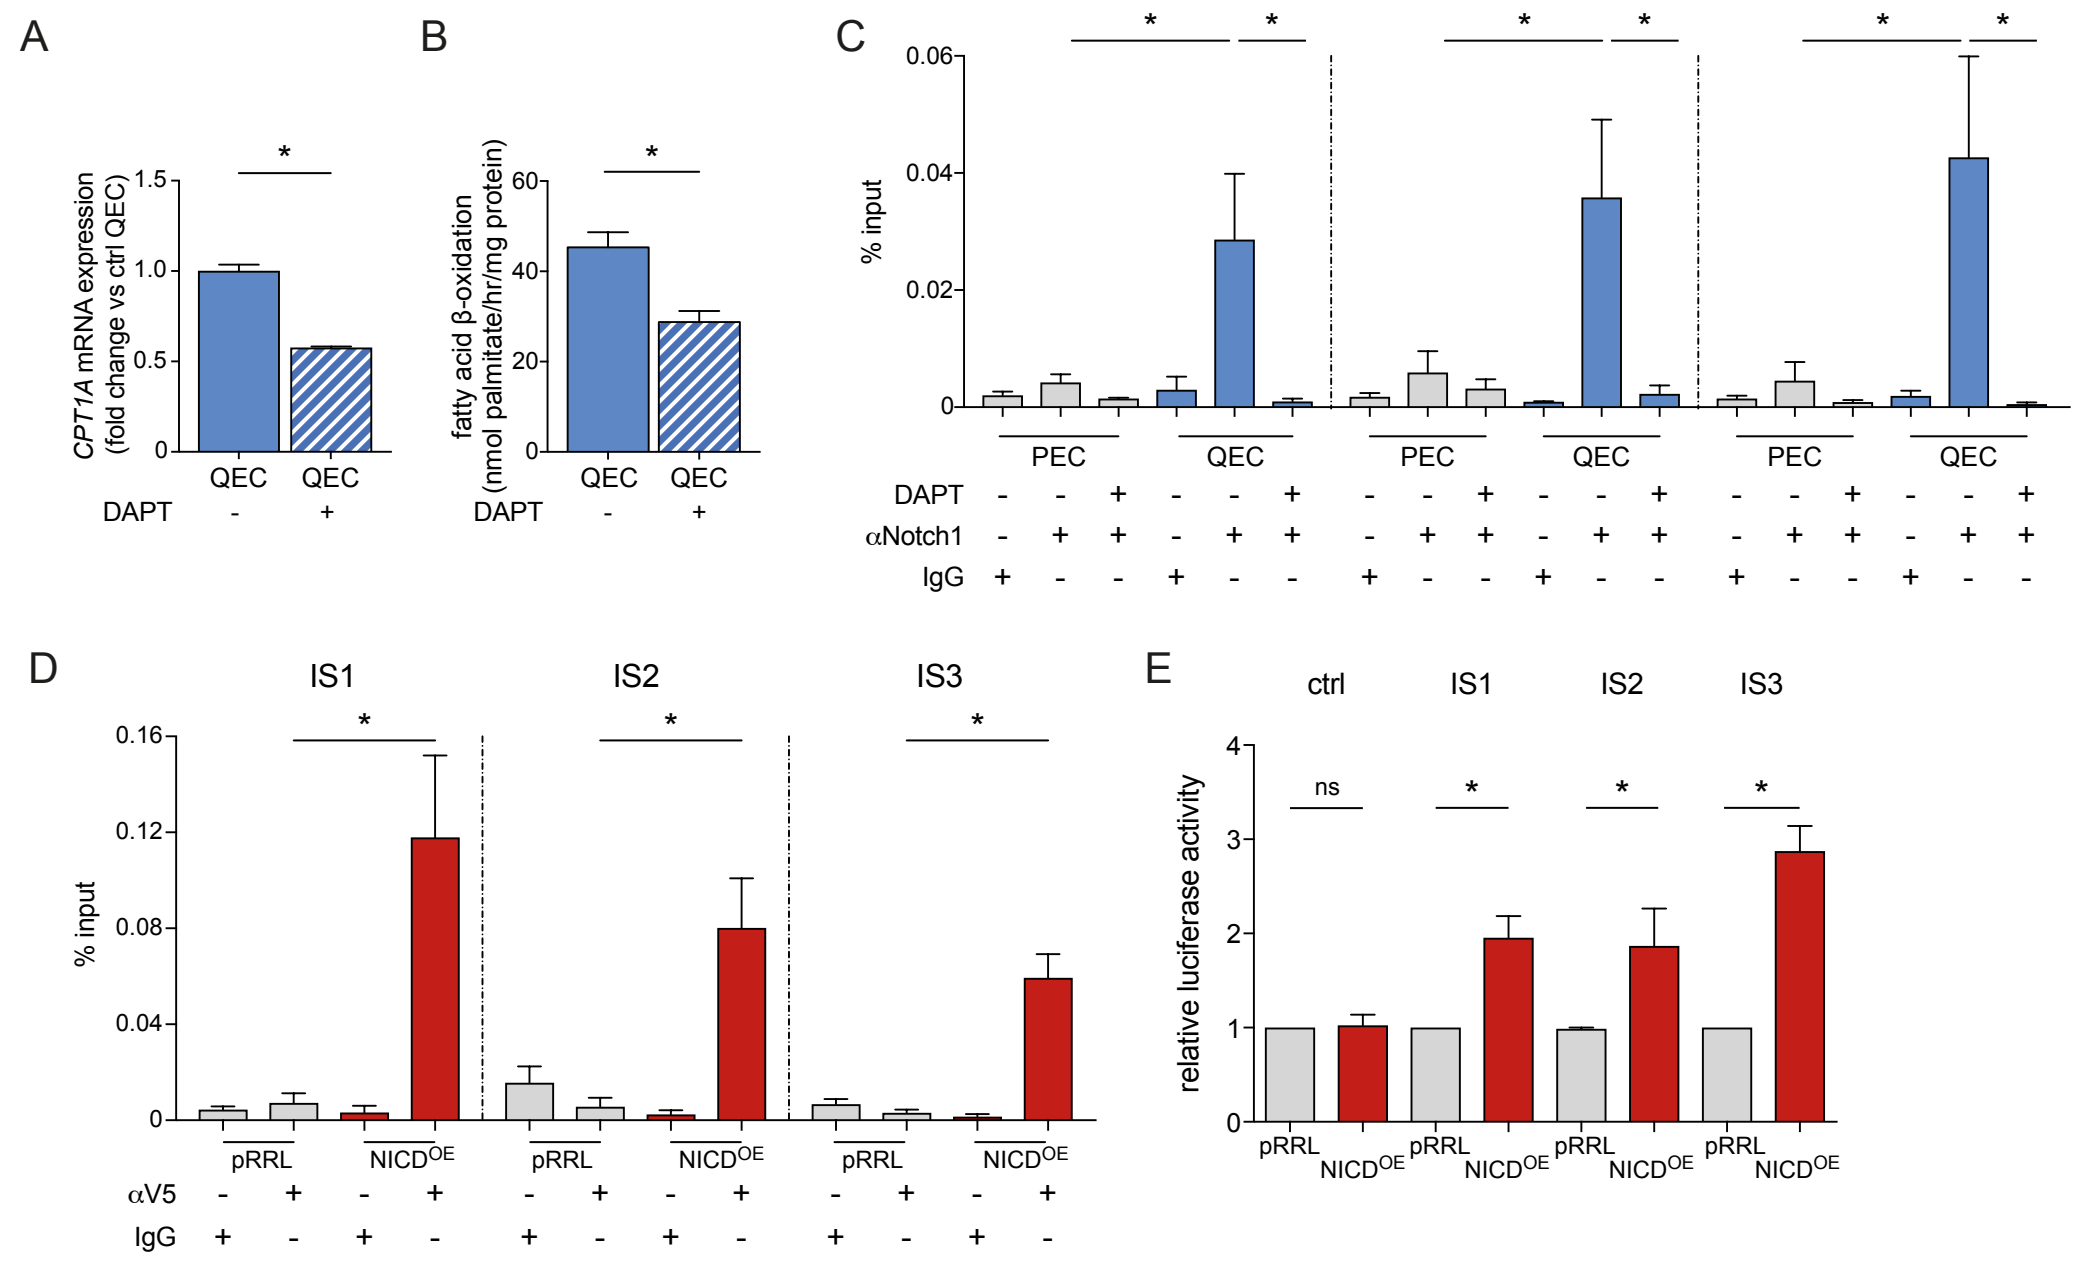 A
CPT1A mRNA expression
(fold change vs ctrl QEC)
*
1.5
1.0
0.5
0
QEC QEC
DAPT - +
B
fatty acid β-oxidation
(nmol palmitate/hr/mg protein)
*
60
40
20
0
QEC QEC
DAPT - +
C
% input
* * * * * *
0.06
0.04
0.02
0
PEC QEC PEC QEC PEC QEC
DAPT - - + - - + - - + - - + - - + - - +
αNotch1 - + + - + + - + + - + + - + + - + +
IgG + - - + - - + - - + - - + - - + - -
D
IS1 IS2 IS3
% input
* * *
0.16
0.12
0.08
0.04
0
pRRL NICDOE pRRL NICDOE pRRL NICDOE
αV5 - + - + - + - + - + - +
IgG + - + - + - + - + - + -
E
ctrl IS1 IS2 IS3
relative luciferase activity
ns * * *
4
3
2
1
0
pRRL NICDOE pRRL NICDOE pRRL NICDOE pRRL NICDOE